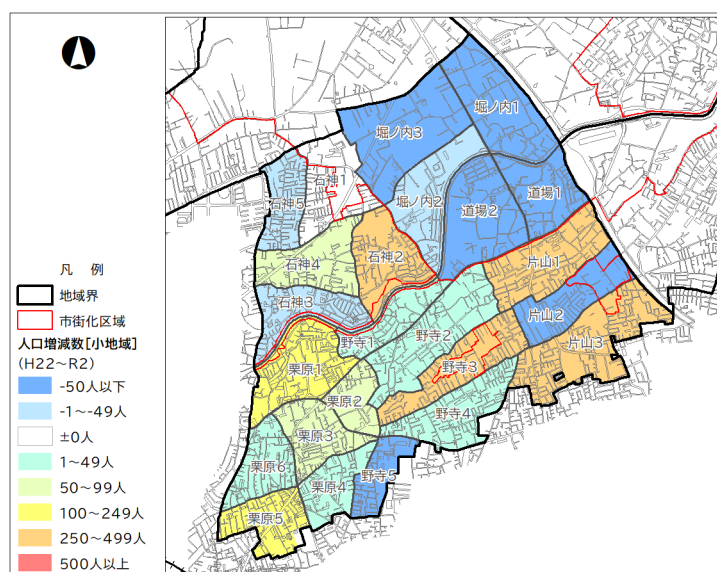 凡　例
地域界
市街化区域
人口増減数[小地域]
(H22～R2)
-50人以下
-1～-49人
±0人
1～49人
50～99人
100～249人
250～499人
500人以上
堀ノ内1
堀ノ内3
石神1
石神5
堀ノ内2
道場2
道場1
石神2
石神4
片山1
石神3
片山2
野寺1
野寺2
片山3
栗原1
野寺3
栗原2
野寺4
栗原3
栗原6
野寺5
栗原4
栗原5